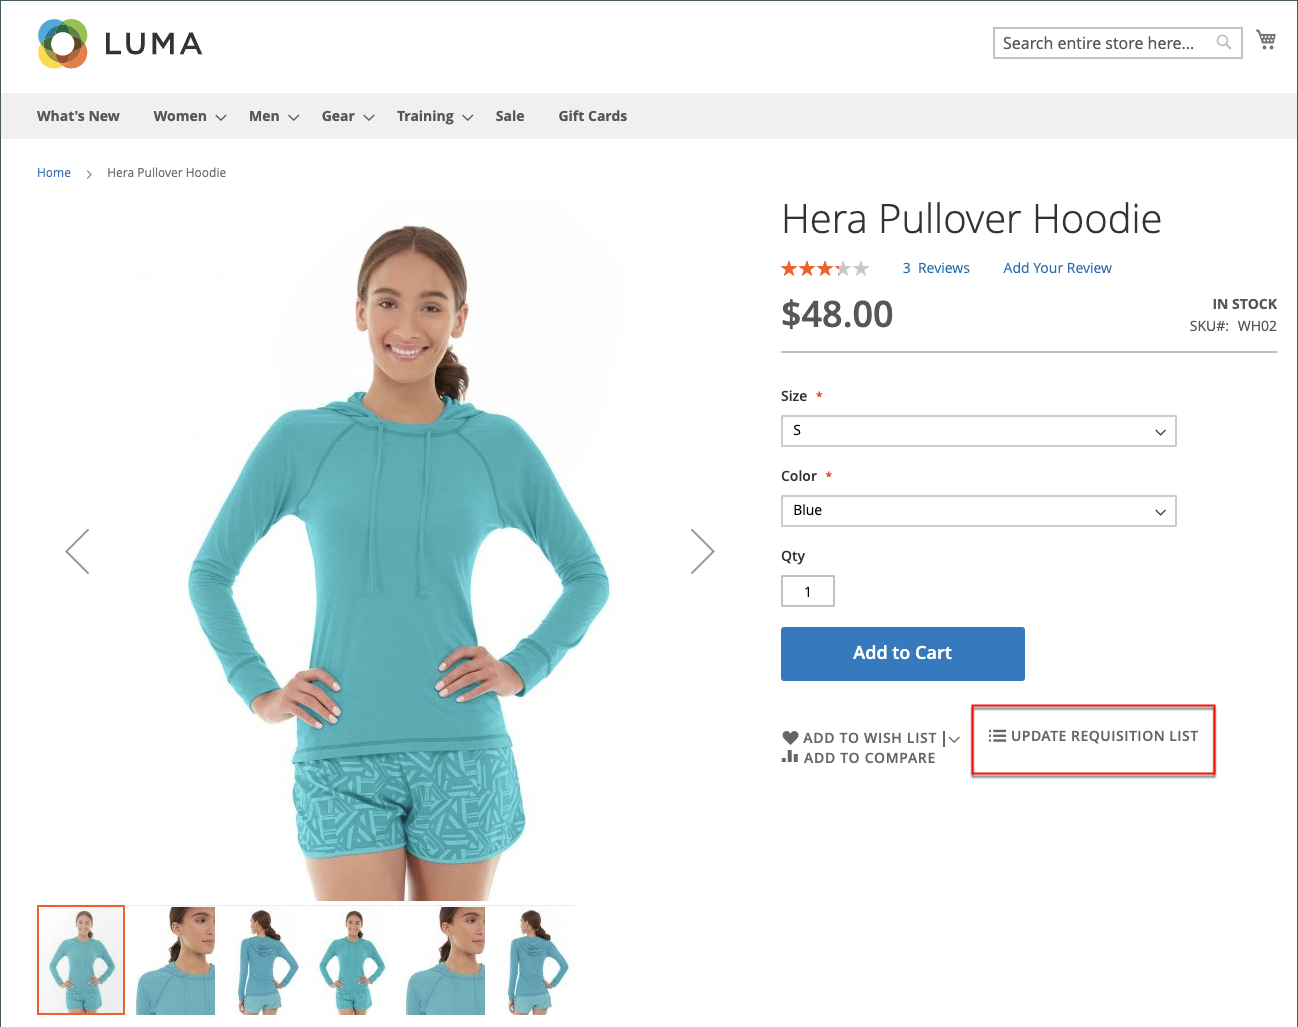 LUMA
Search entire store here...
What's New Women Men Gear Training Sale Gift Cards
Home > Hera Pullover Hoodie
Hera Pullover Hoodie
3 Reviews Add Your Review
$48.00
IN STOCK
SKU#: WH02
Size *
S
Color *
Blue
Qty
1
Add to Cart
ADD TO WISH LIST |
UPDATE REQUISITION LIST
ADD TO COMPARE